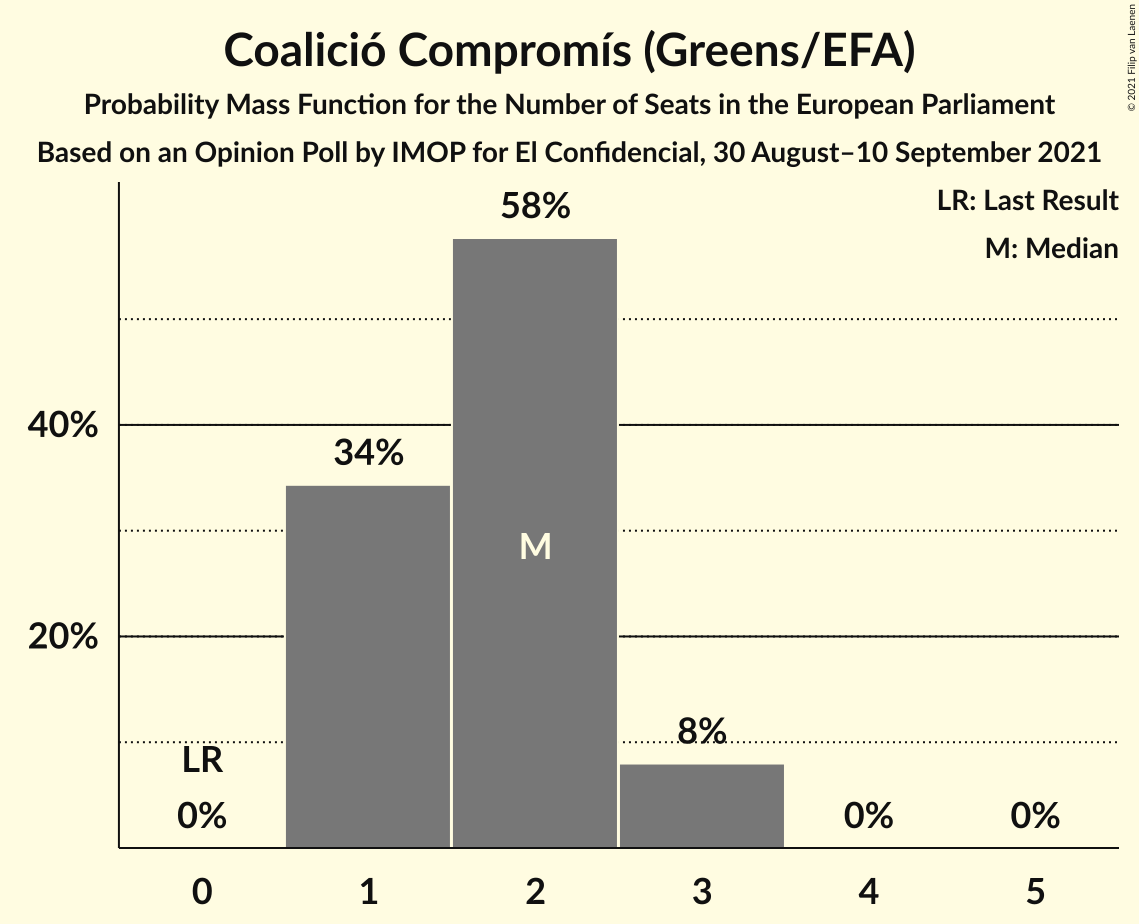 Coalició Compromís (Greens/EFA)
Probability Mass Function for the Number of Seats in the European Parliament
Based on an Opinion Poll by IMOP for El Confidencial, 30 August–10 September 2021
© 2021 Filip van Laenen
LR: Last Result
M: Median
58%
40%
34%
M
20%
8%
LR
0%
0%
0%
0
1
2
3
4
5